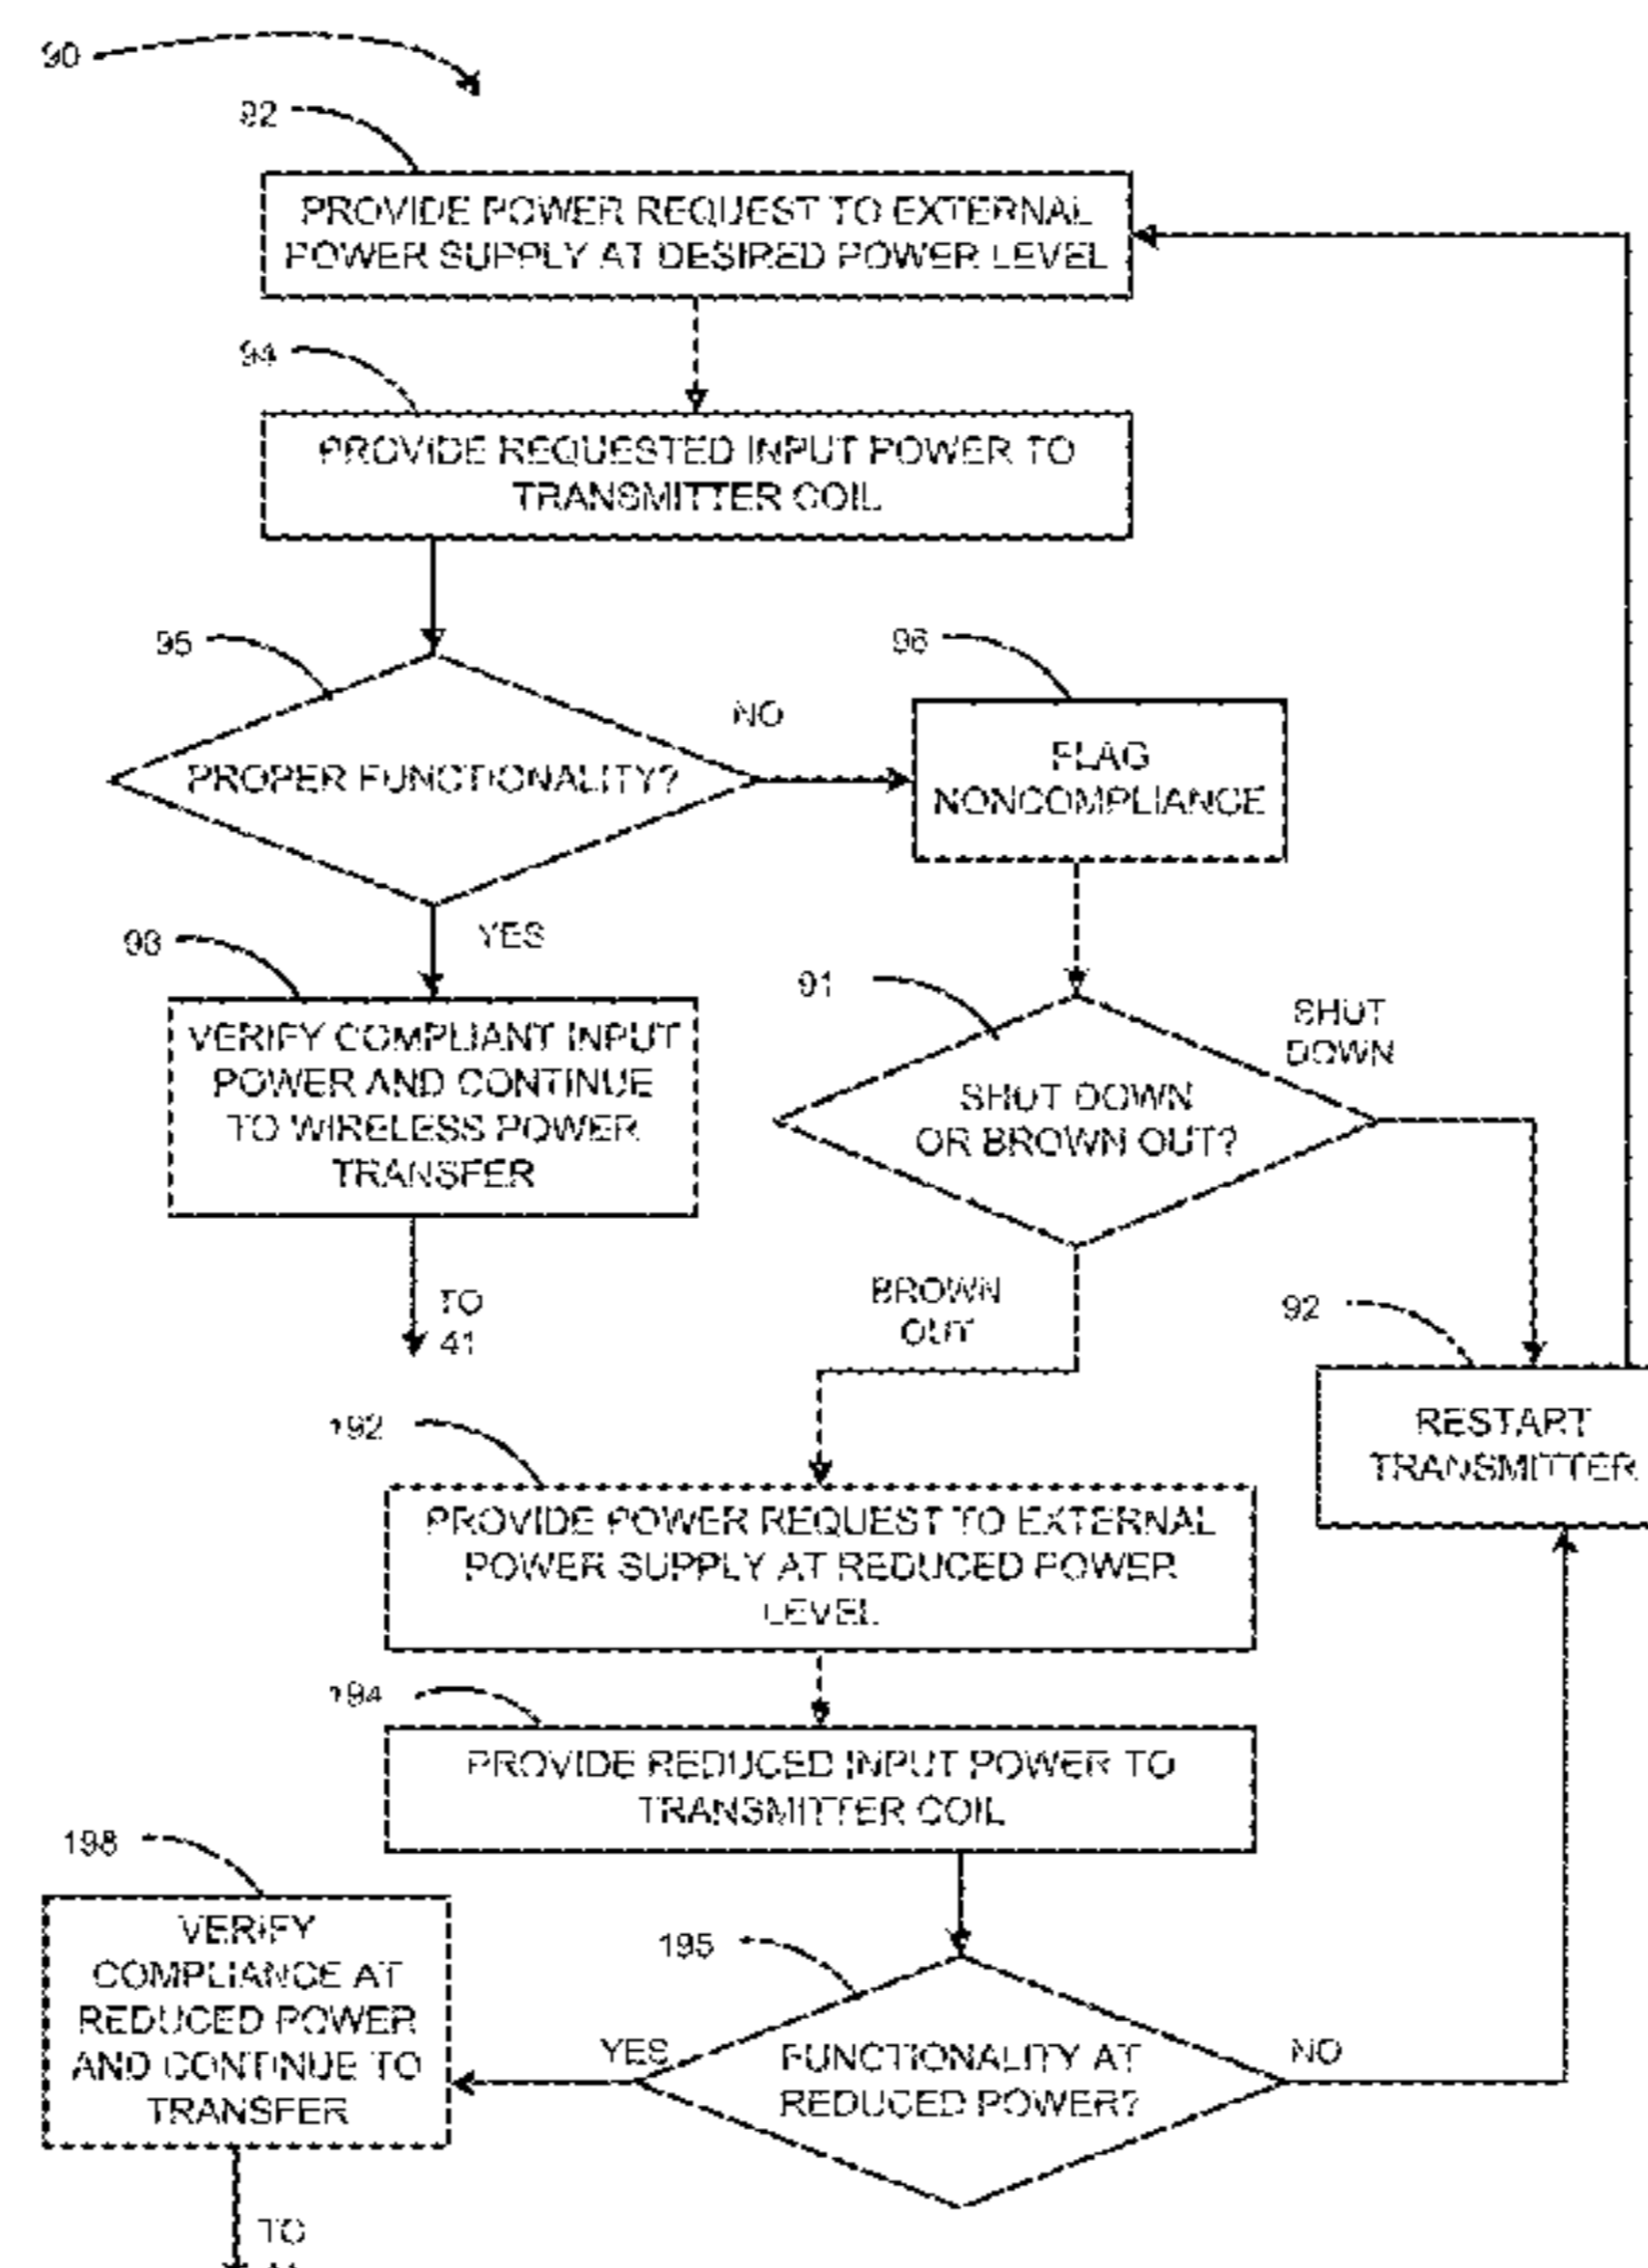 90
92
PROVIDE POWER REQUEST TO EXTERNAL
POWER SUPPLY AT DESIRED POWER LEVEL
94
PROVIDE REQUESTED INPUT POWER TO
TRANSMITTER COIL
95
PROPER FUNCTIONALITY?
NO
96
FLAG
NONCOMPLIANCE
YES
98
VERIFY COMPLIANT INPUT
POWER AND CONTINUE
TO WIRELESS POWER
TRANSFER
TO
41
91
SHUT DOWN
OR BROWN OUT?
SHUT
DOWN
BROWN
OUT
92
RESTART
TRANSMITTER
192
PROVIDE POWER REQUEST TO EXTERNAL
POWER SUPPLY AT REDUCED POWER
LEVEL
194
PROVIDE REDUCED INPUT POWER TO
TRANSMITTER COIL
198
VERIFY
COMPLIANCE AT
REDUCED POWER
AND CONTINUE TO
TRANSFER
195
FUNCTIONALITY AT
REDUCED POWER?
YES
NO
TO